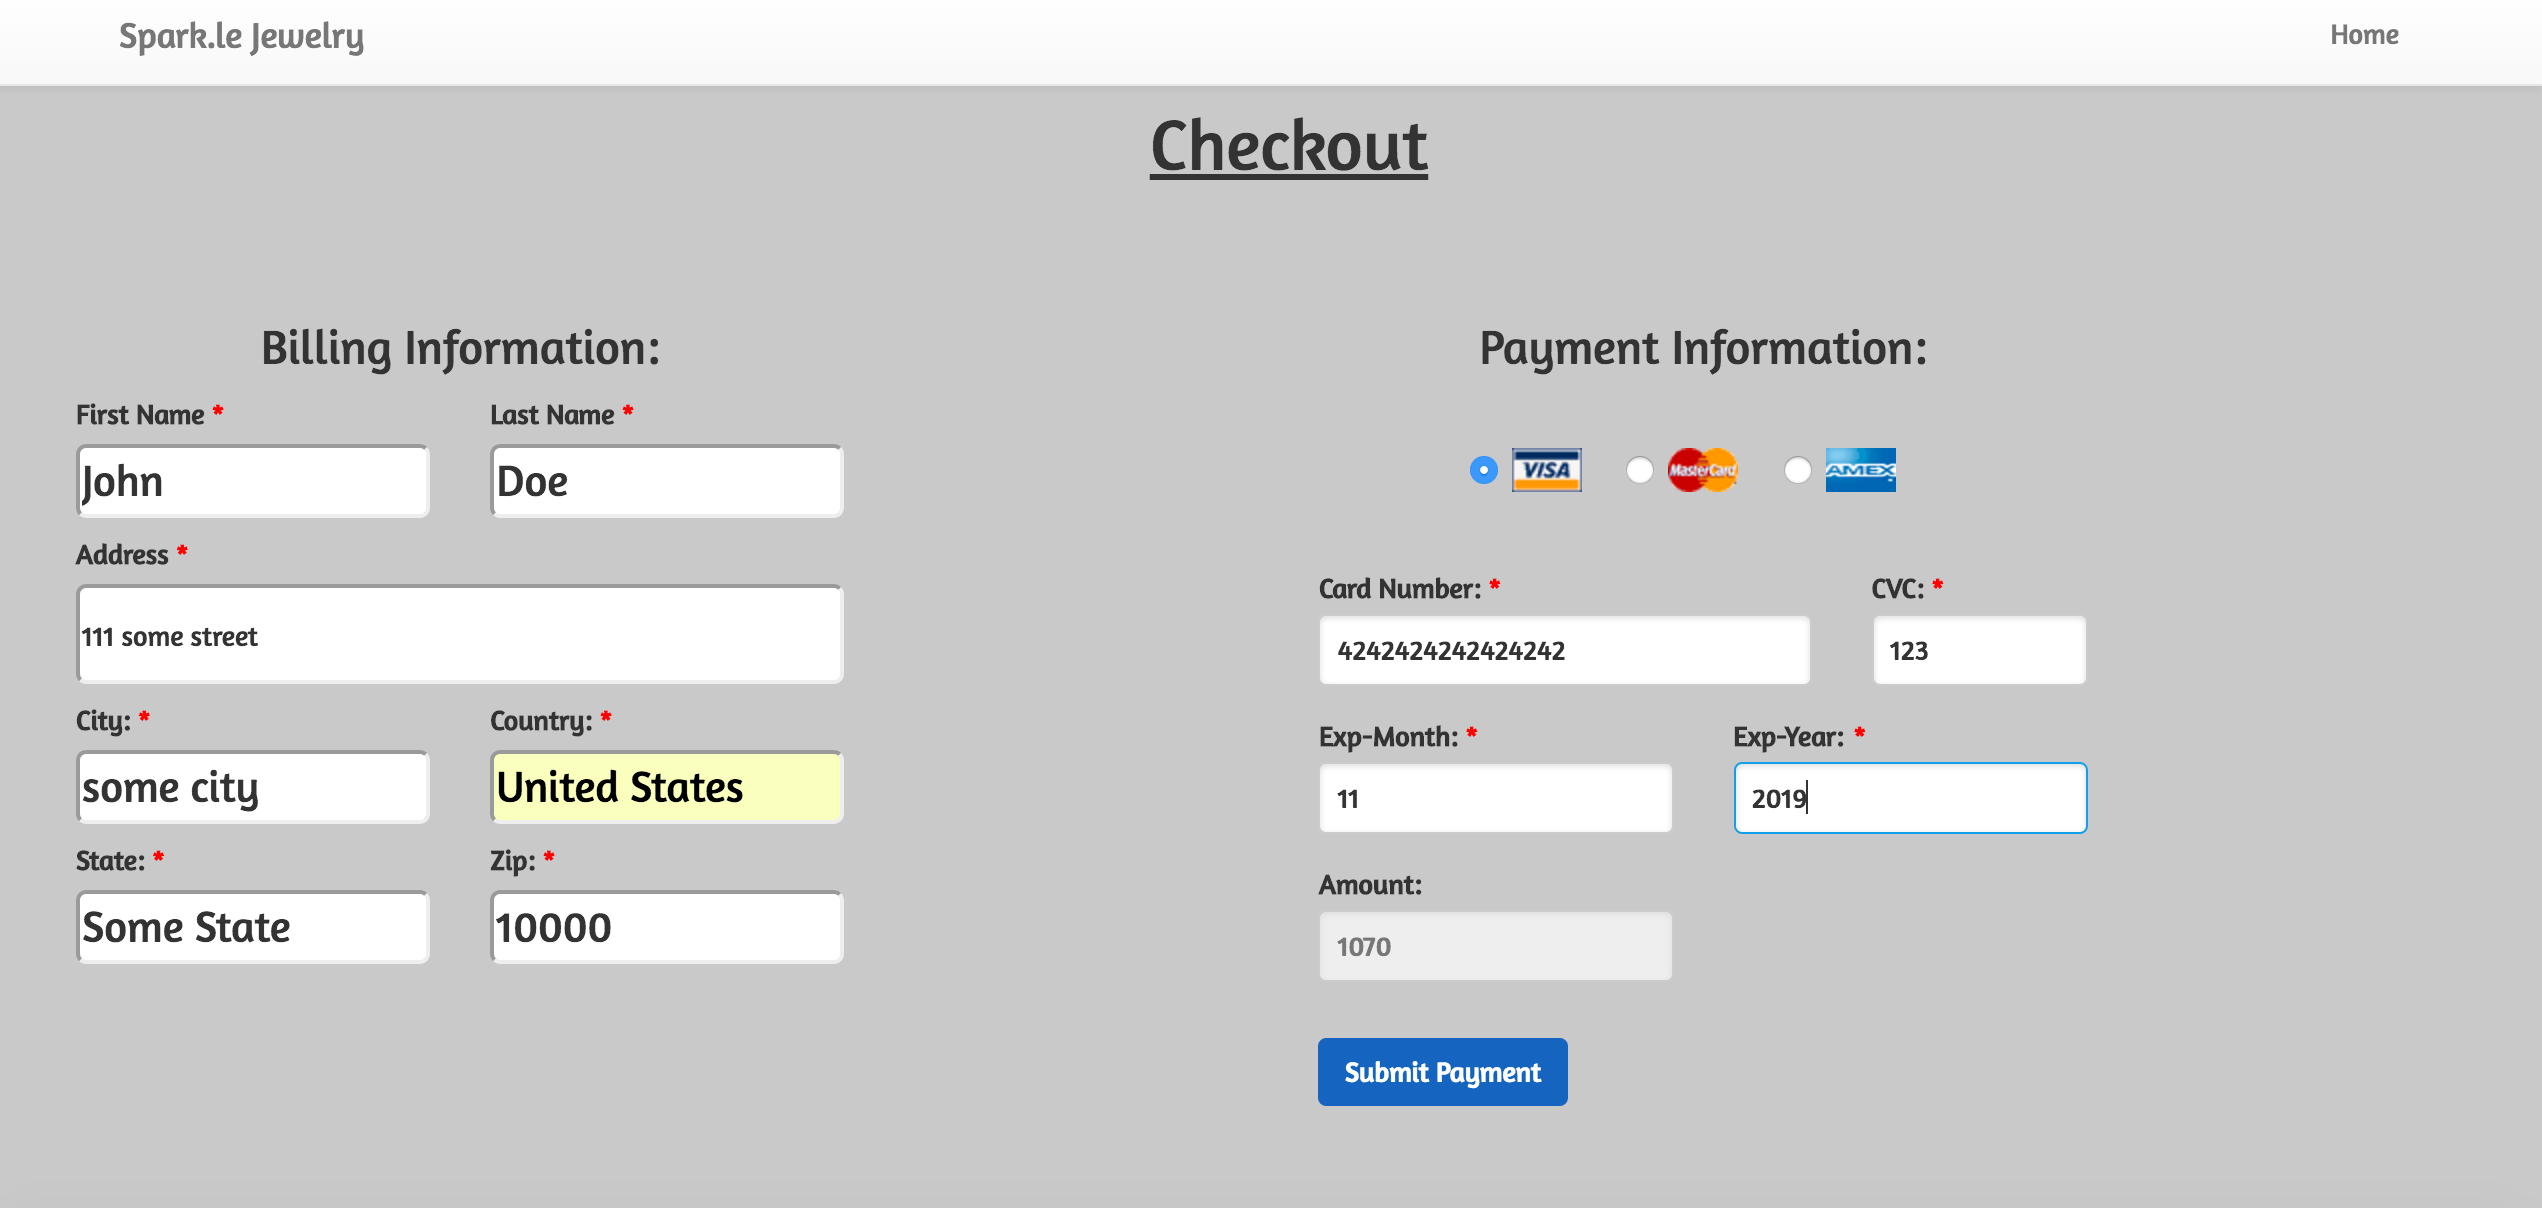 Spark.le Jewelry
Home
Checkout
Billing Information:
First Name *
Last Name *
John
Doe
Address *
111 some street
City: *
Country: *
some city
United States
State: *
Zip: *
Some State
10000
Payment Information:
VISA
MasterCard
AMEX
Card Number: *
CVC: *
4242424242424242
123
Exp-Month: *
Exp-Year: *
11
2019
Amount:
1070
Submit Payment